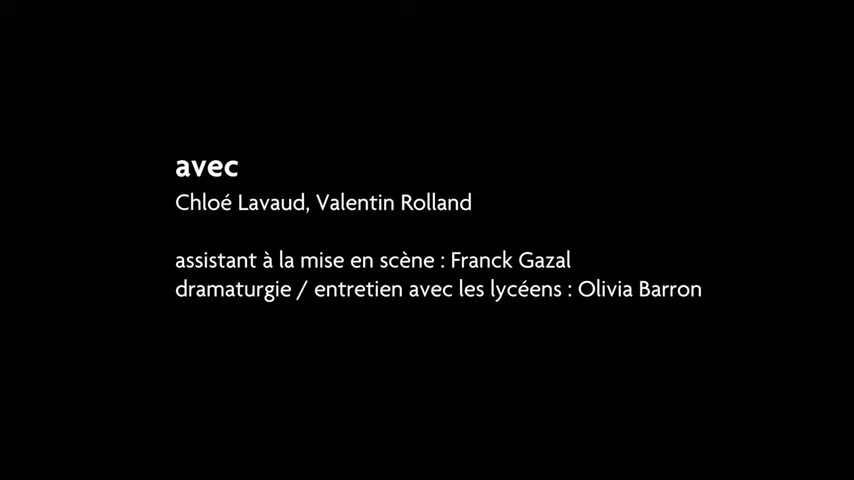 avec
Chloé Lavaud, Valentin Rolland
assistant à la mise en scène : Franck Gazal
dramaturgie / entretien avec les lycéens : Olivia Barron